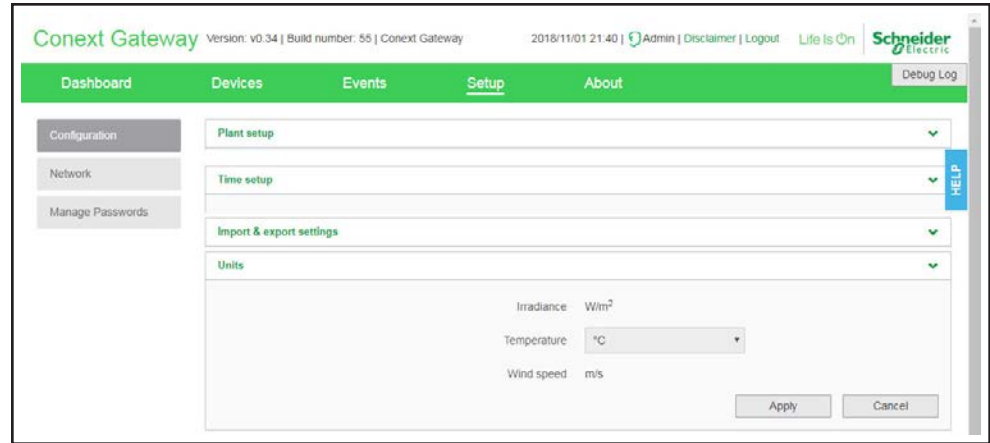 Conext Gateway Version: v0.34 | Build number: 55 | Conext Gateway 2018/11/01 21:40 | Admin | Disclaimer | Logout Life Is On Schneider Electric
Debug Log
Dashboard Devices Events Setup About
Configuration
Network
Manage Passwords
Plant setup
Time setup
Import & export settings
Units
Irradiance W/m²
Temperature °C
Wind speed m/s
Apply Cancel
HELP